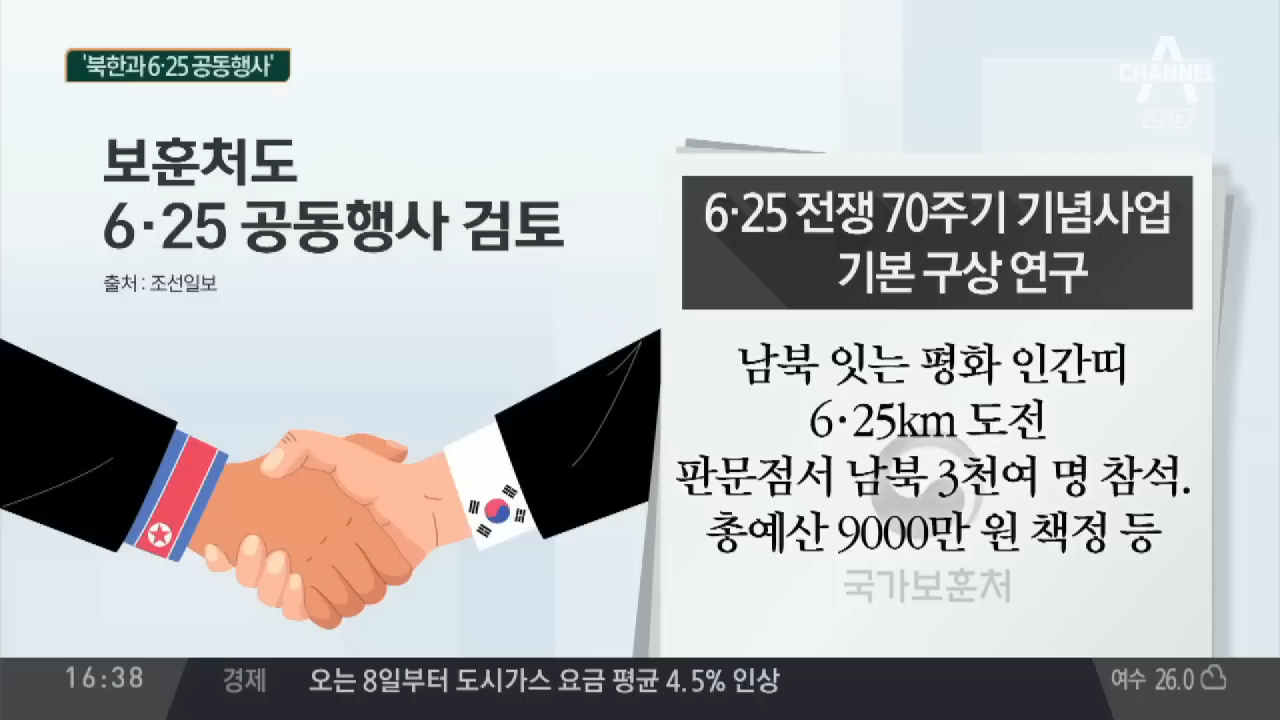 '북한과 6·25 공동행사'
CHANNEL A
보훈처도
6·25 공동행사 검토
출처 : 조선일보
6·25 전쟁 70주기 기념사업
기본 구상 연구
남북 잇는 평화 인간띠
6·25km 도전
판문점서 남북 3천여 명 참석.
총예산 9000만 원 책정 등
국가보훈처
16:38
경제
오는 8일부터 도시가스 요금 평균 4.5% 인상
여수 26.0